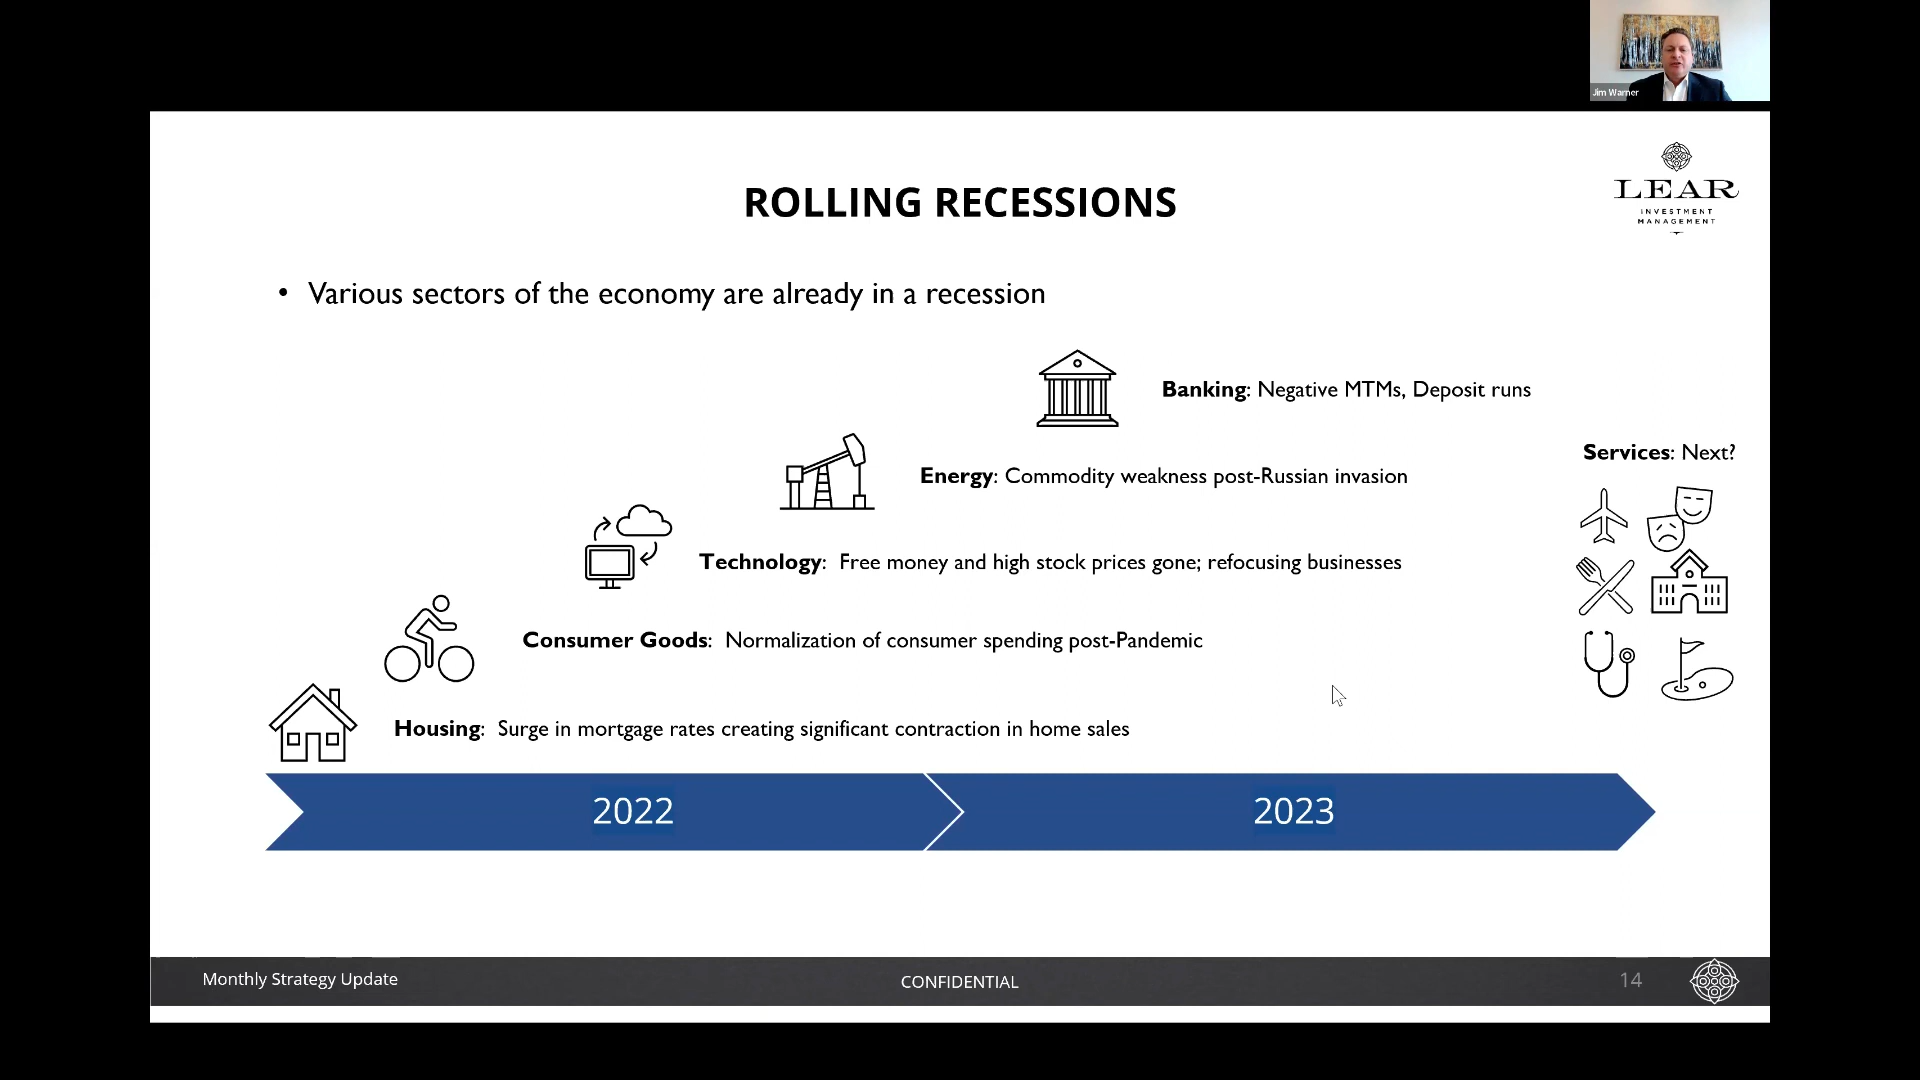 Jim Warner
LEAR
INVESTMENT
MANAGEMENT
ROLLING RECESSIONS
• Various sectors of the economy are already in a recession
Banking: Negative MTMs, Deposit runs
Services: Next?
Energy: Commodity weakness post-Russian invasion
Technology: Free money and high stock prices gone; refocusing businesses
Consumer Goods: Normalization of consumer spending post-Pandemic
Housing: Surge in mortgage rates creating significant contraction in home sales
2022
2023
Monthly Strategy Update
CONFIDENTIAL
14